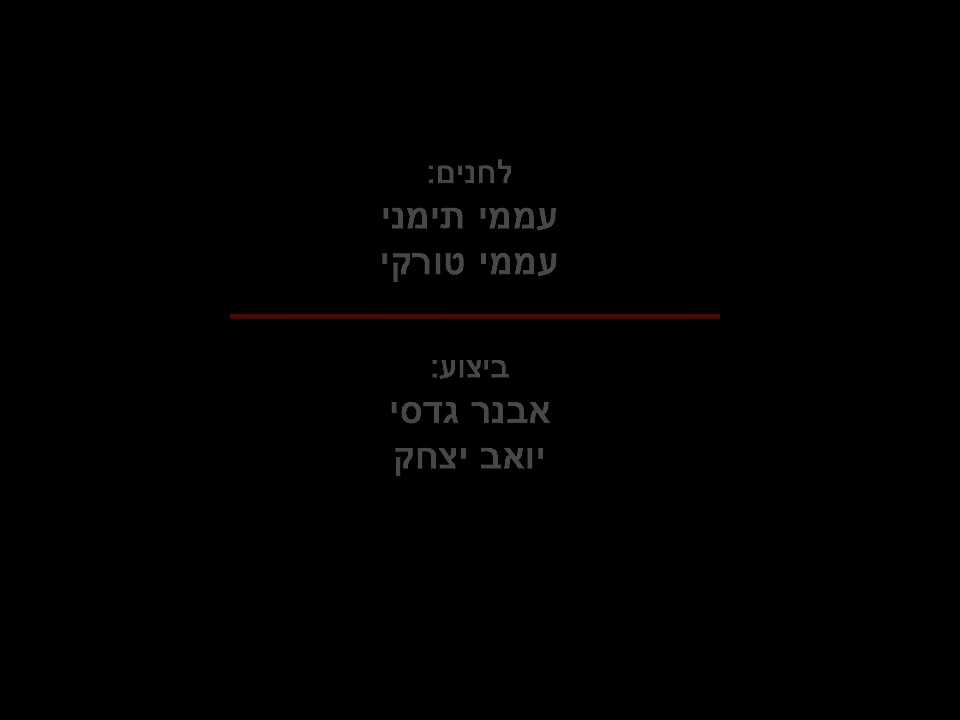 לחנים:
עממי תימני
עממי טורקי
ביצוע:
אבנר גדסי
יואב יצחק